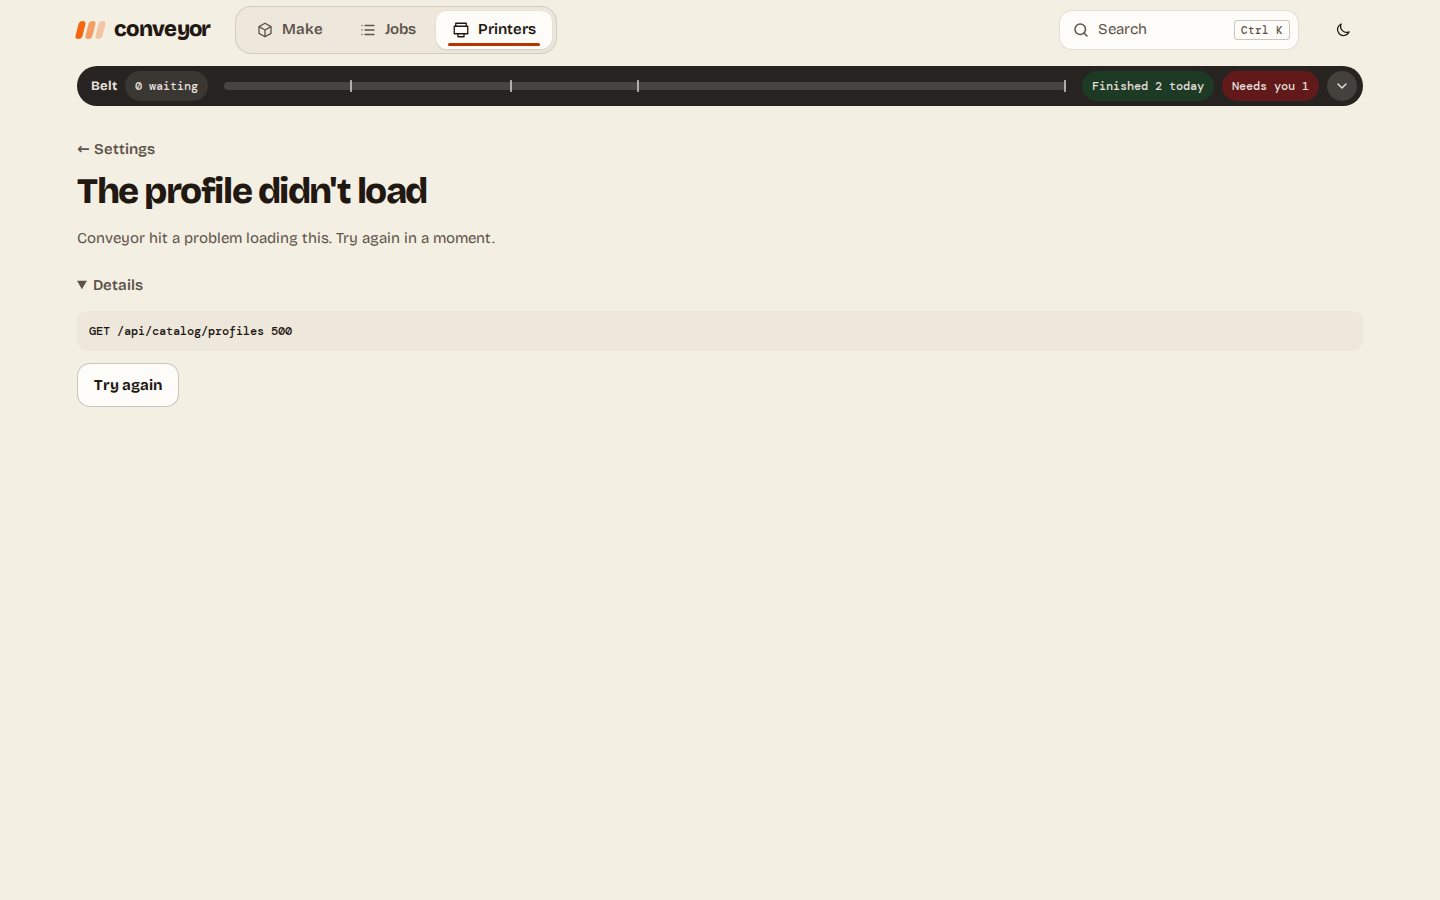 conveyor
Make
Jobs
Printers
Search
Ctrl K
Belt
0 waiting
Finished 2 today
Needs you 1
← Settings
The profile didn't load
Conveyor hit a problem loading this. Try again in a moment.
▼ Details
GET /api/catalog/profiles 500
Try again